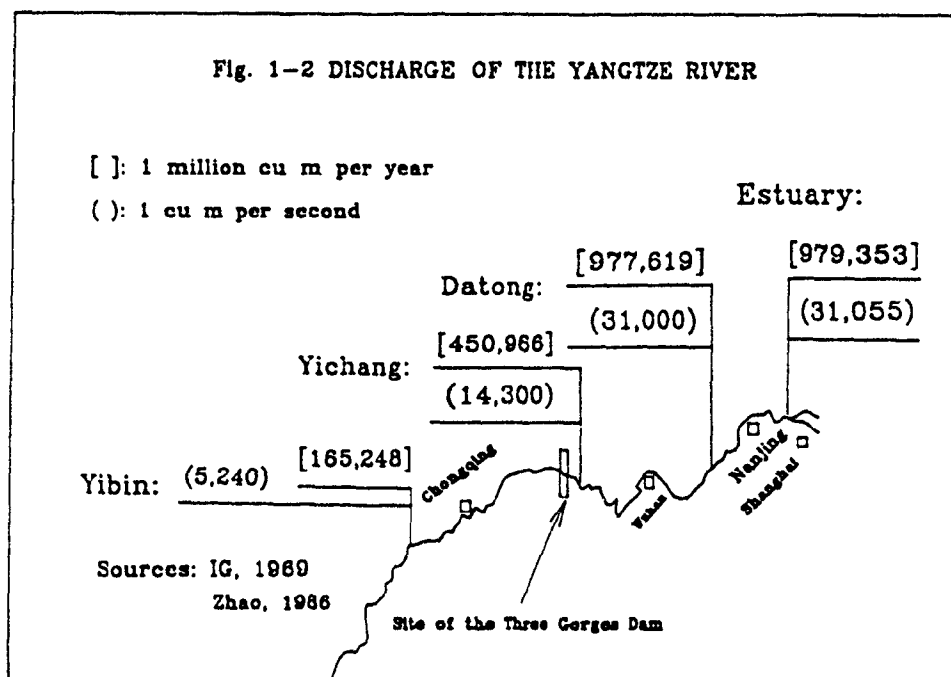 Fig. 1-2 DISCHARGE OF THE YANGTZE RIVER
[ ]: 1 million cu m per year
( ): 1 cu m per second
Estuary:
[979,353]
(31,055)
Datong:
[977,619]
(31,000)
Yichang:
[450,966]
(14,300)
Yibin:
(5,240)
[165,248]
Chongqing
Wuhan
Nanjing
Shanghai
Sources: IG, 1969
Zhao, 1986
Site of the Three Gorges Dam